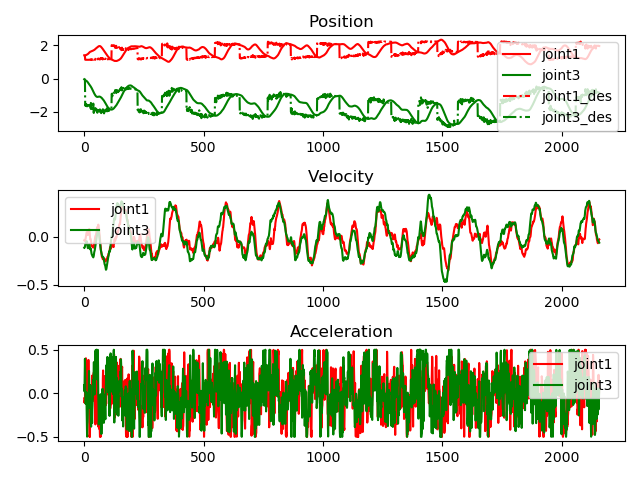 Position
2
0
−2
joint1
joint3
joint1_des
joint3_des
0 500 1000 1500 2000
Velocity
0.0
−0.5
joint1
joint3
0 500 1000 1500 2000
Acceleration
0.5
0.0
−0.5
joint1
joint3
0 500 1000 1500 2000